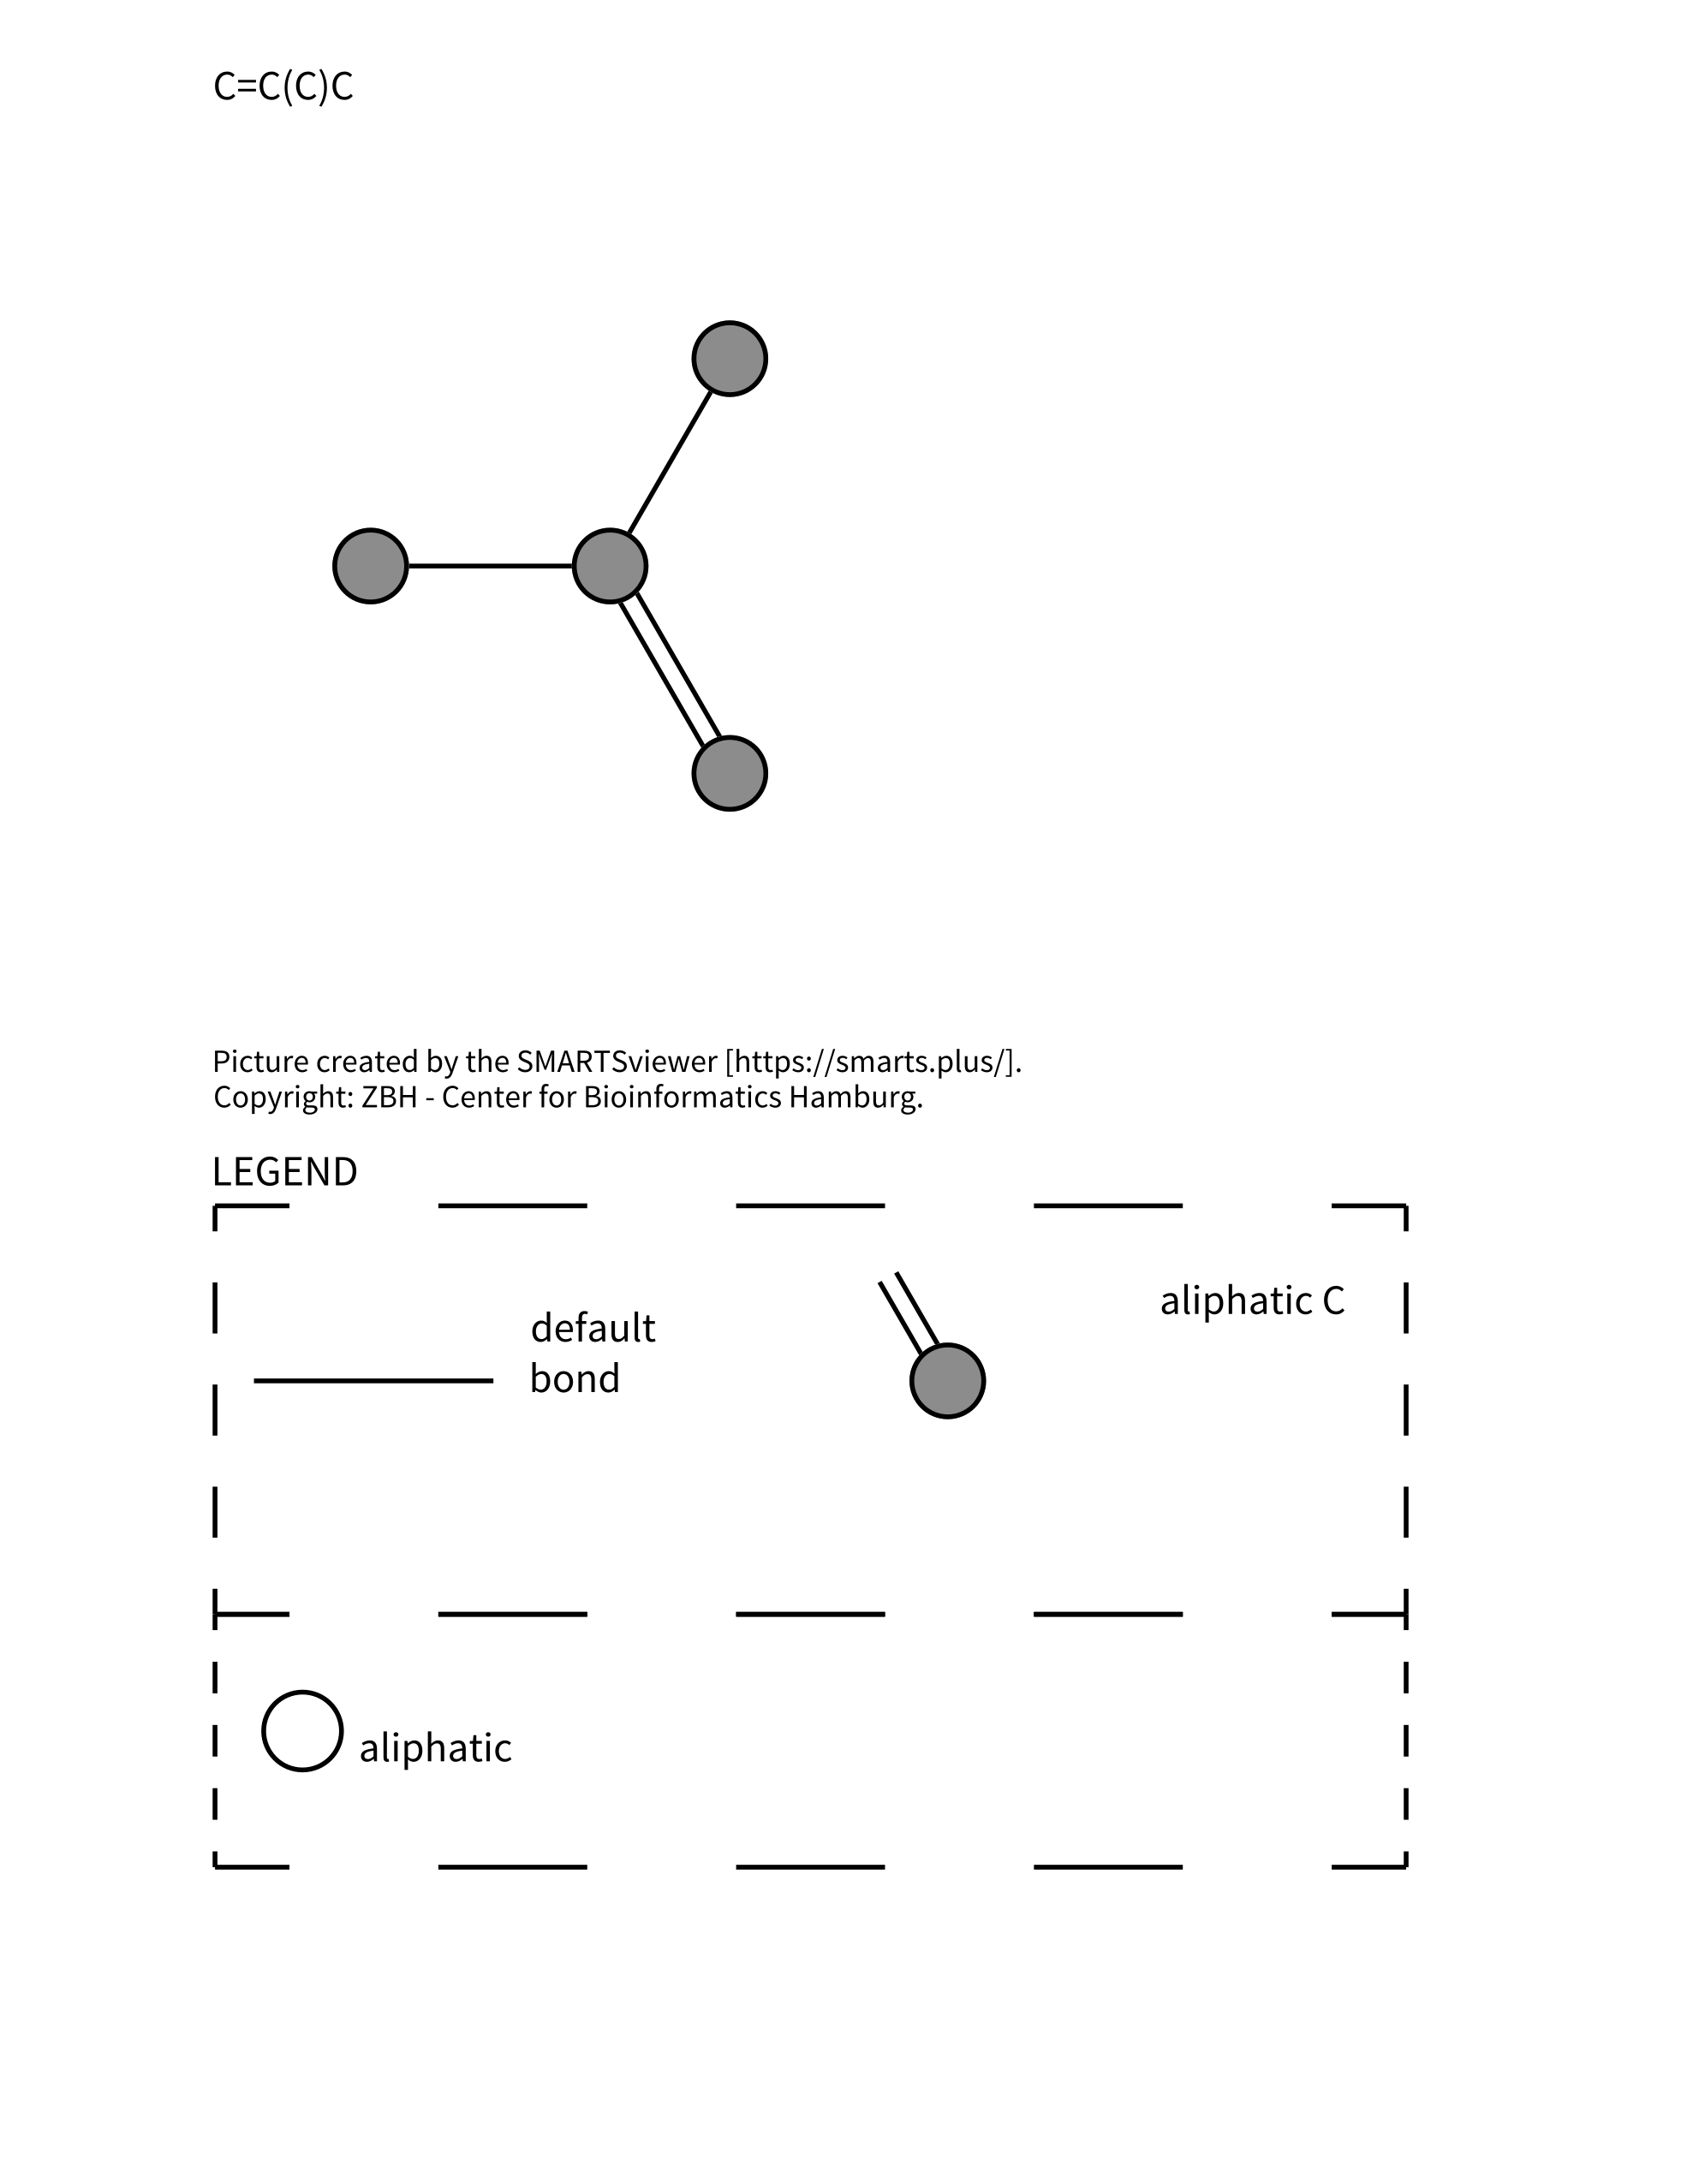 C=C(C)C
Picture created by the SMARTSviewer [https://smarts.plus/].
Copyright: ZBH - Center for Bioinformatics Hamburg.
LEGEND
default
bond
aliphatic C
aliphatic